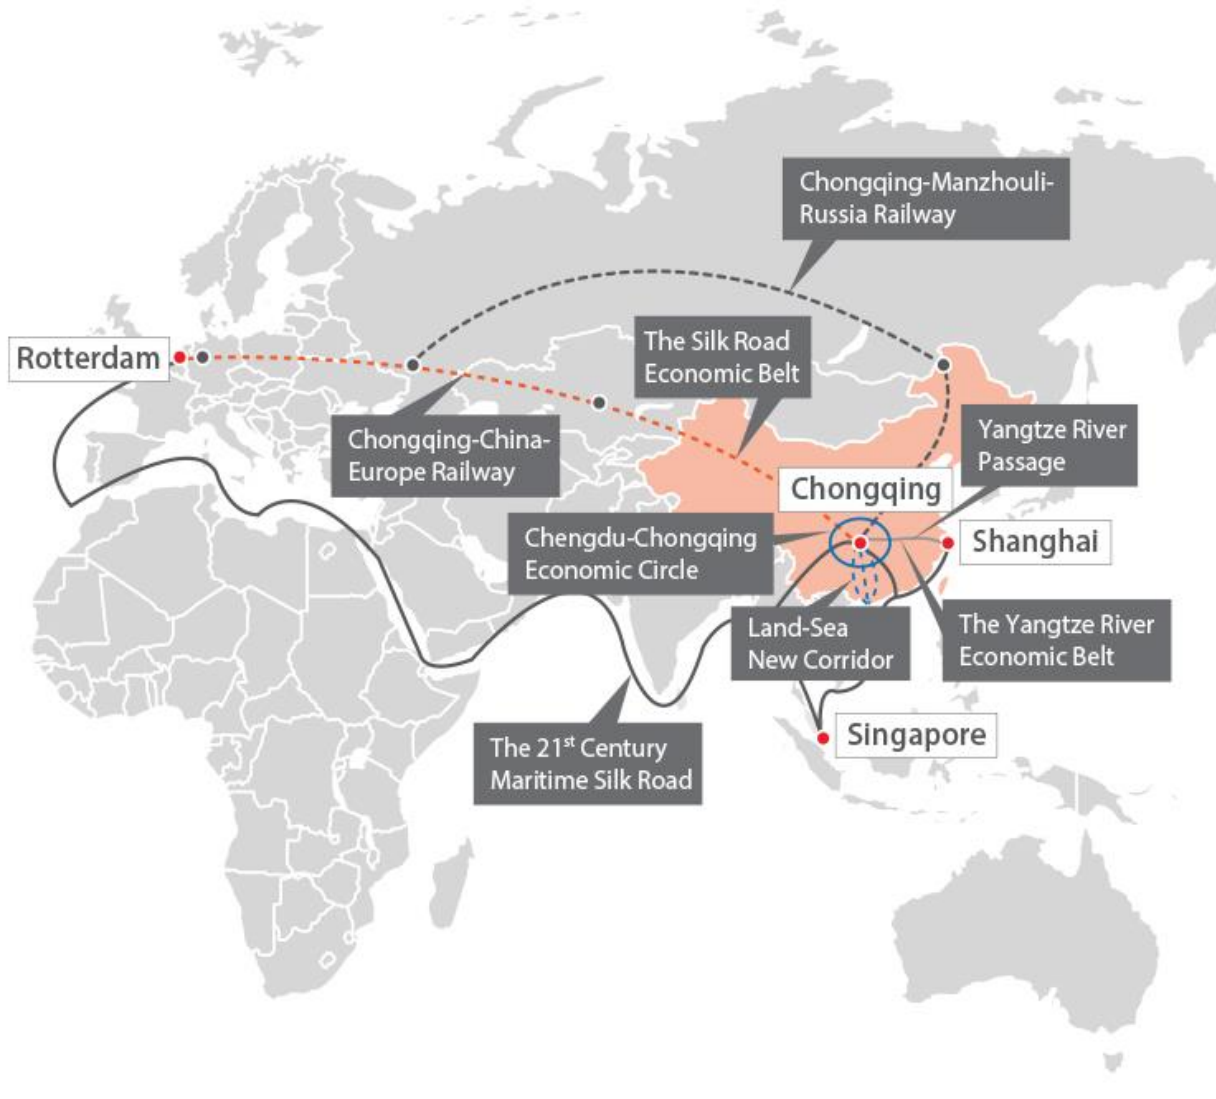 Chongqing-Manzhouli-
Russia Railway
The Silk Road
Economic Belt
Rotterdam
Chongqing-China-
Europe Railway
Yangtze River
Passage
Chongqing
Chengdu-Chongqing
Economic Circle
Shanghai
Land-Sea
New Corridor
The Yangtze River
Economic Belt
The 21st Century
Maritime Silk Road
Singapore